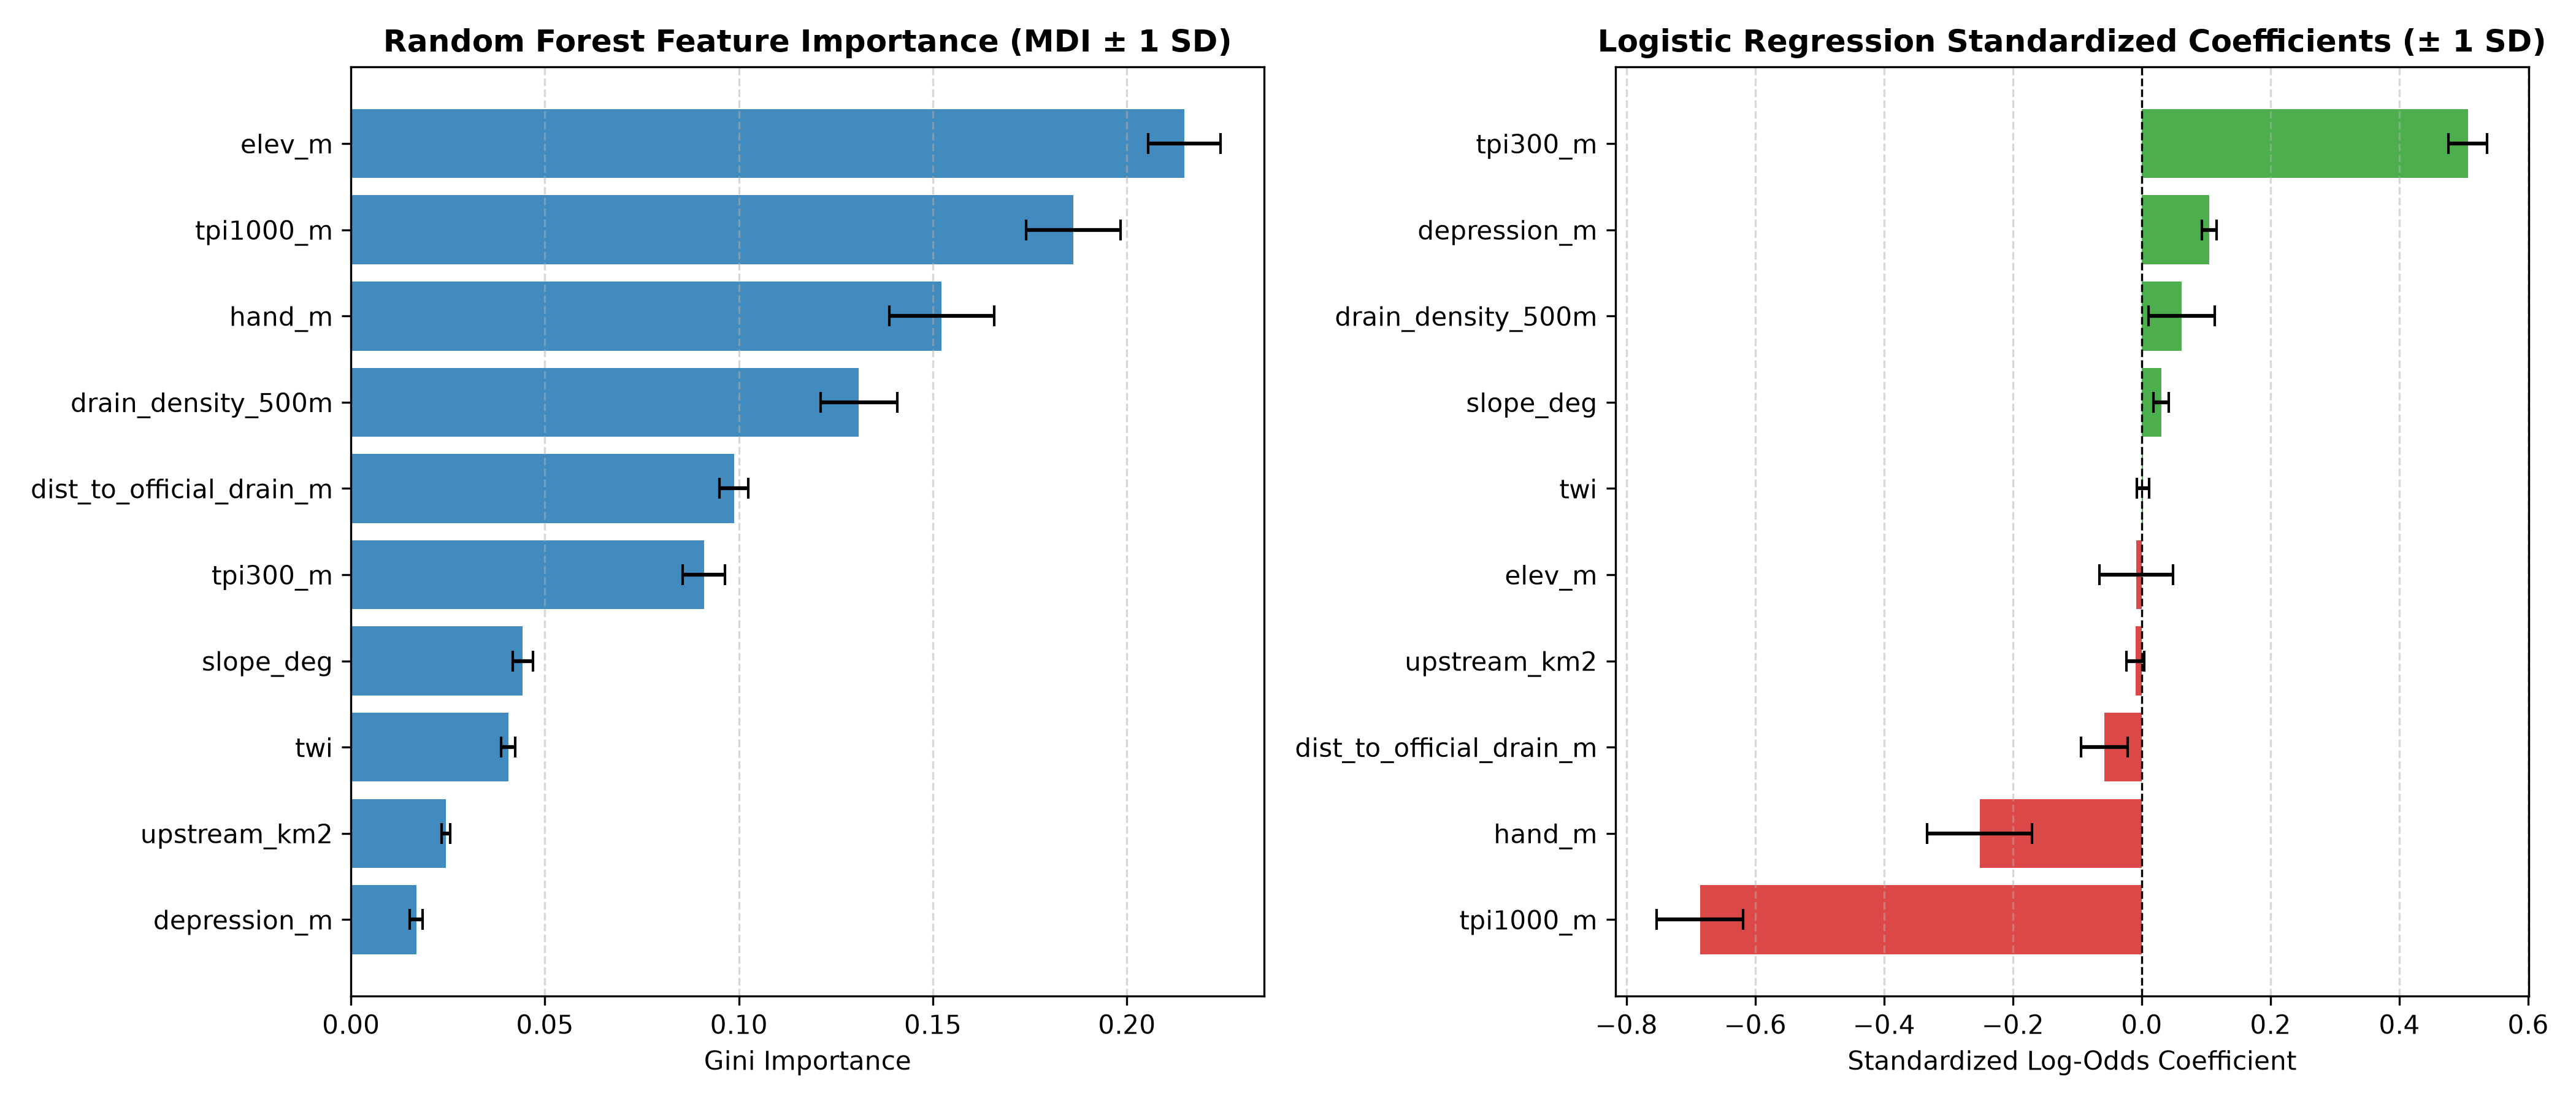 Random Forest Feature Importance (MDI ± 1 SD)
elev_m
tpi1000_m
hand_m
drain_density_500m
dist_to_official_drain_m
tpi300_m
slope_deg
twi
upstream_km2
depression_m
0.00 0.05 0.10 0.15 0.20
Gini Importance
Logistic Regression Standardized Coefficients (± 1 SD)
tpi300_m
depression_m
drain_density_500m
slope_deg
twi
elev_m
upstream_km2
dist_to_official_drain_m
hand_m
tpi1000_m
−0.8 −0.6 −0.4 −0.2 0.0 0.2 0.4 0.6
Standardized Log-Odds Coefficient